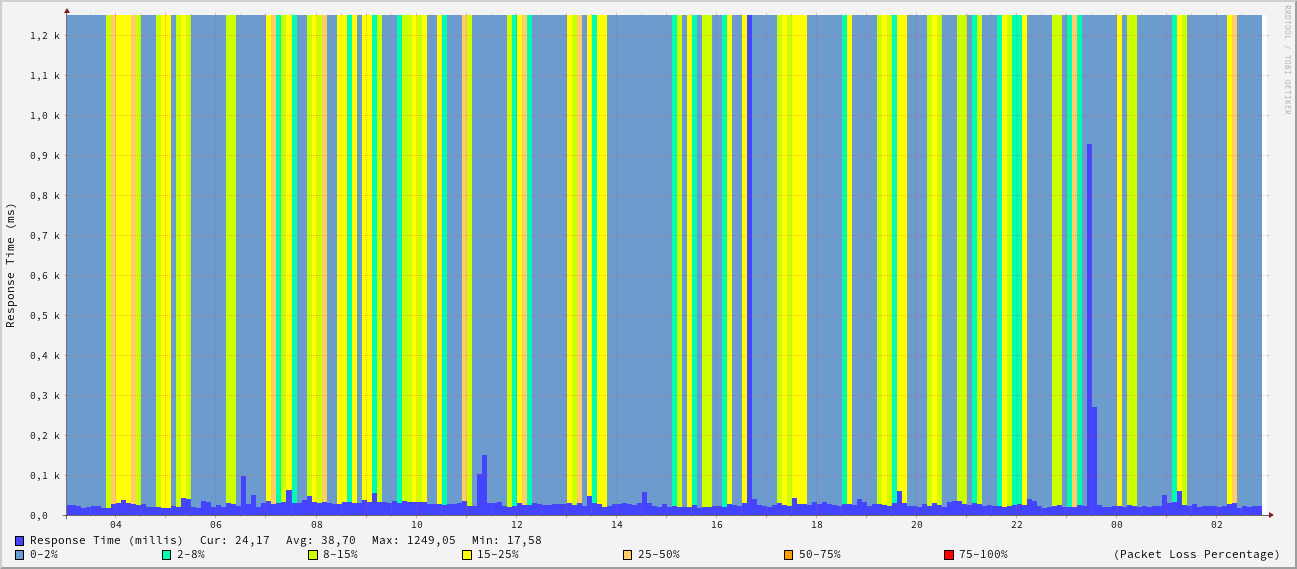 RRDTOOL / TOBI OETIKER
Response Time (ms)
1,2 k
1,1 k
1,0 k
0,9 k
0,8 k
0,7 k
0,6 k
0,5 k
0,4 k
0,3 k
0,2 k
0,1 k
0,0
04 06 08 10 12 14 16 18 20 22 00 02
Response Time (millis) Cur: 24,17 Avg: 38,70 Max: 1249,05 Min: 17,58
0-2% 2-8% 8-15% 15-25% 25-50% 50-75% 75-100% (Packet Loss Percentage)